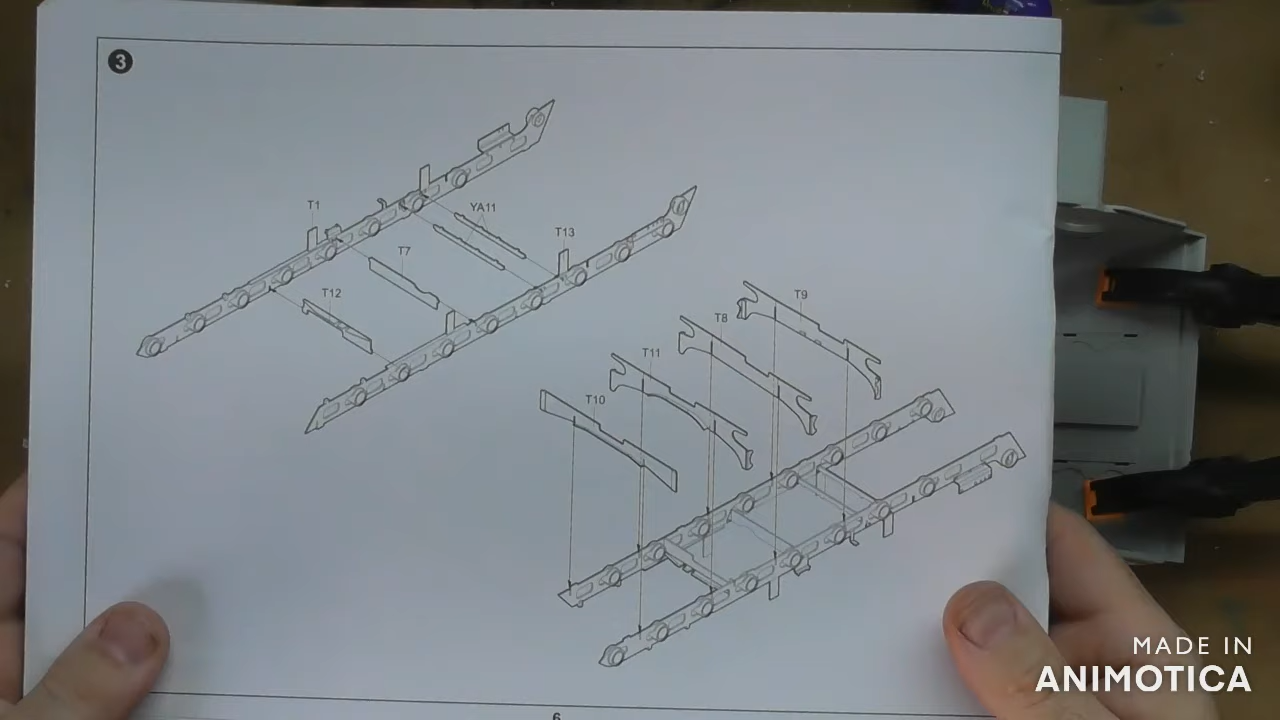 3
T1
YA11
T13
T7
T12
T9
T8
T11
T10
6
MADE IN
ANIMOTICA